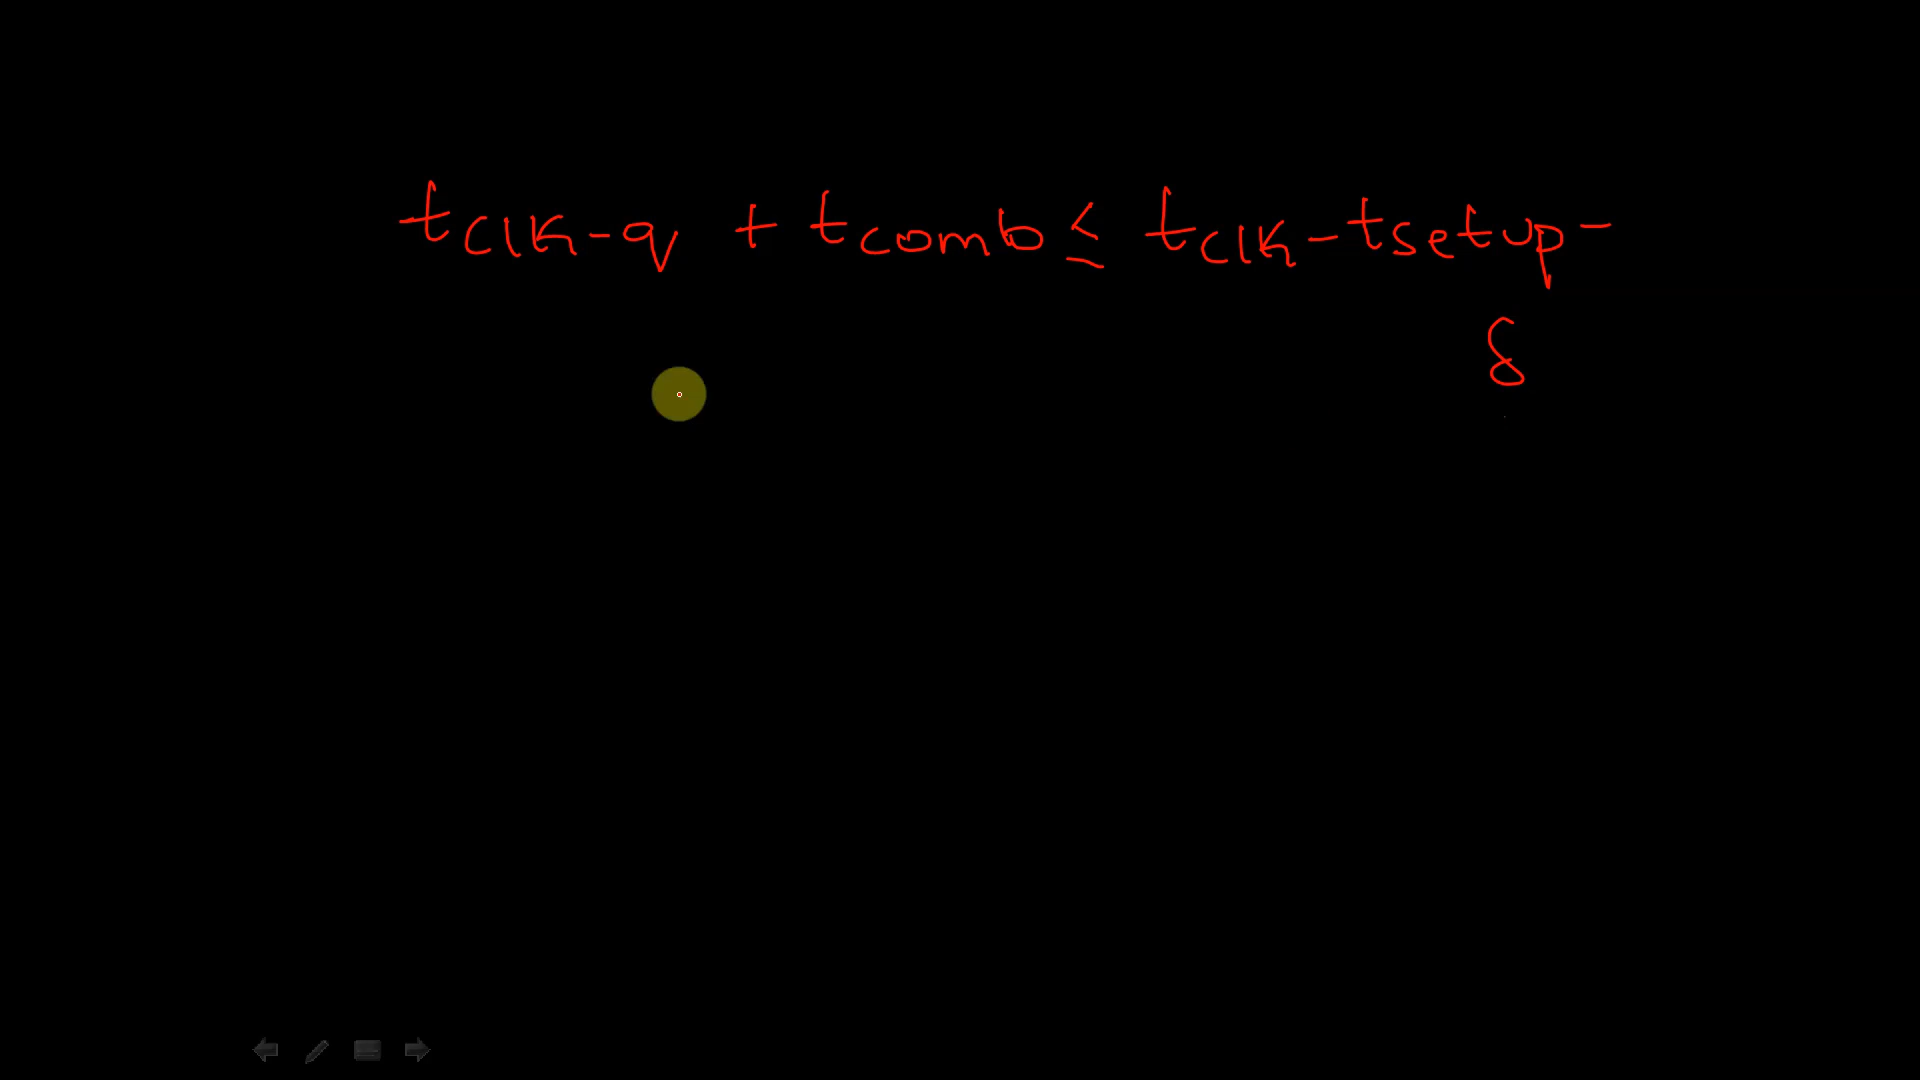 tclk-q + tcomb ≤ tclk - tsetup -
δ